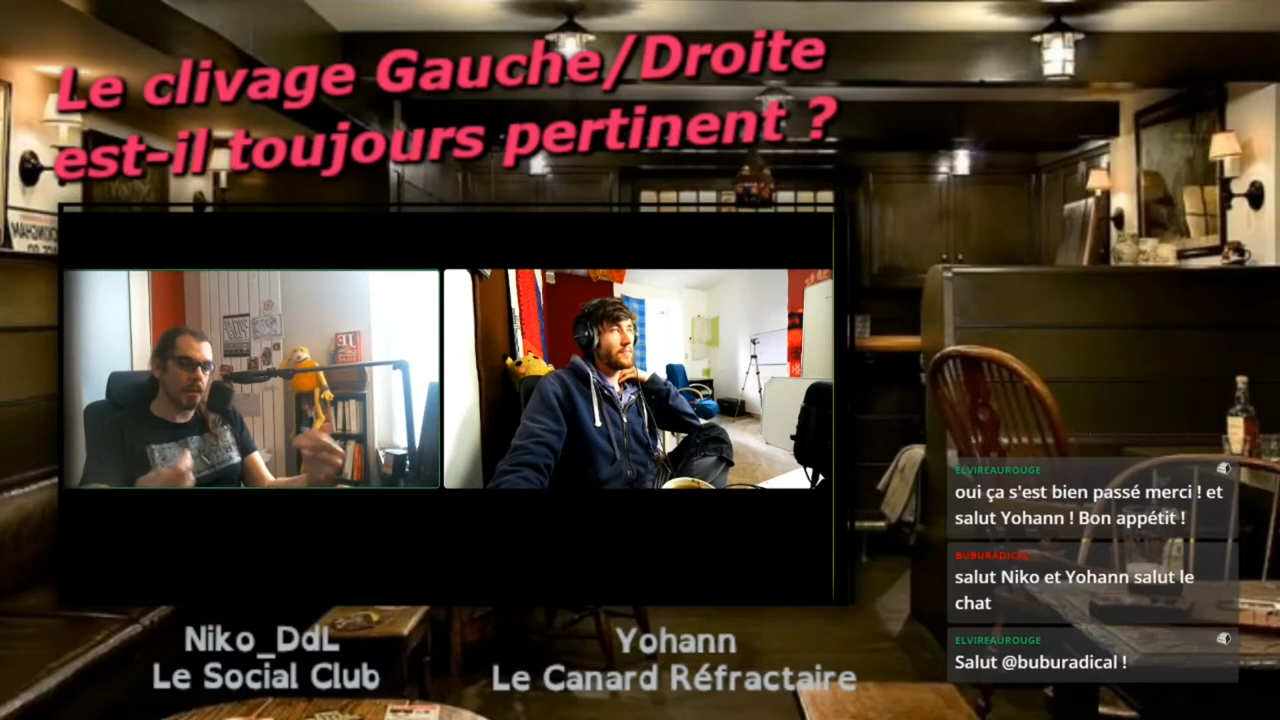 Le clivage Gauche/Droite
est-il toujours pertinent ?
Niko_DdL
Le Social Club
Yohann
Le Canard Réfractaire
ELVIREAUROUGE
oui ça s'est bien passé merci ! et
salut Yohann ! Bon appétit !
BUBURADICAL
salut Niko et Yohann salut le
chat
ELVIREAUROUGE
Salut @buburadical !